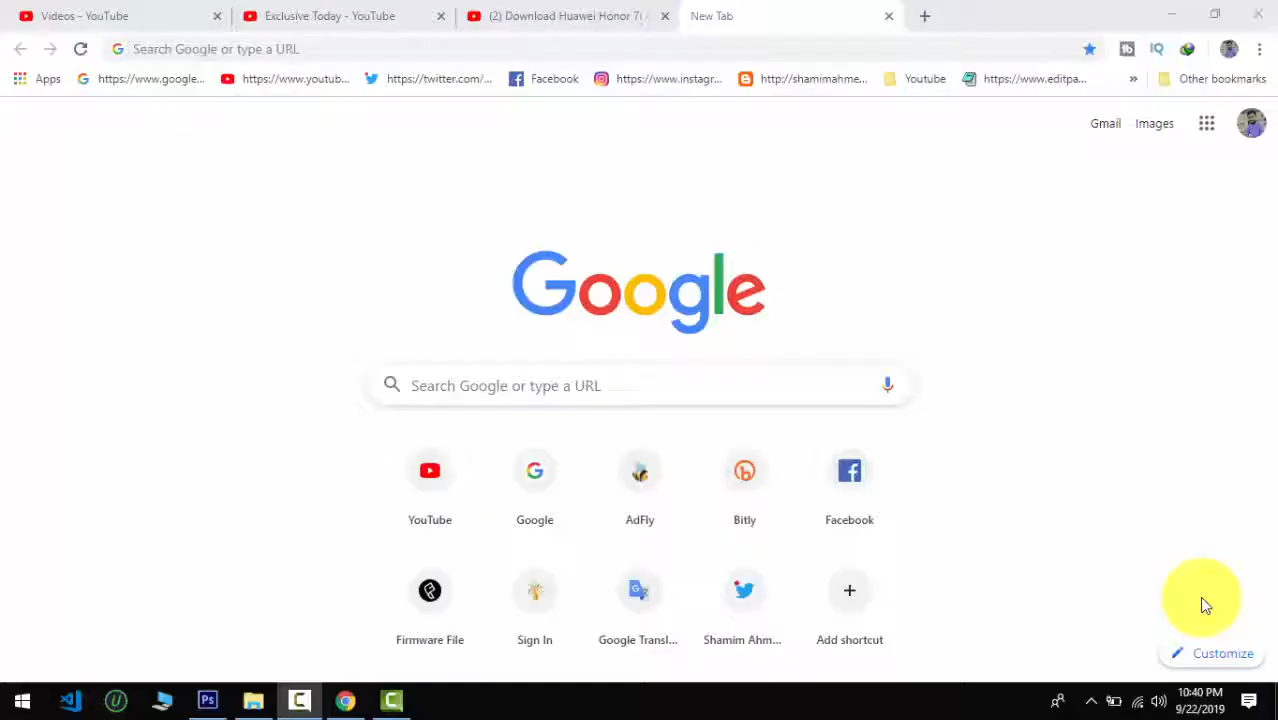 Videos - YouTube
Exclusive Today - YouTube
(2) Download Huawei Honor 7(
New Tab
Search Google or type a URL
Apps
https://www.google...
https://www.youtub...
https://twitter.com/...
Facebook
https://www.instagr...
http://shamimahme...
Youtube
https://www.editpa...
»
Other bookmarks
Gmail
Images
Google
Search Google or type a URL
YouTube
Google
AdFly
Bitly
Facebook
Firmware File
Sign In
Google Transl...
Shamim Ahm...
Add shortcut
Customize
10:40 PM
9/22/2019